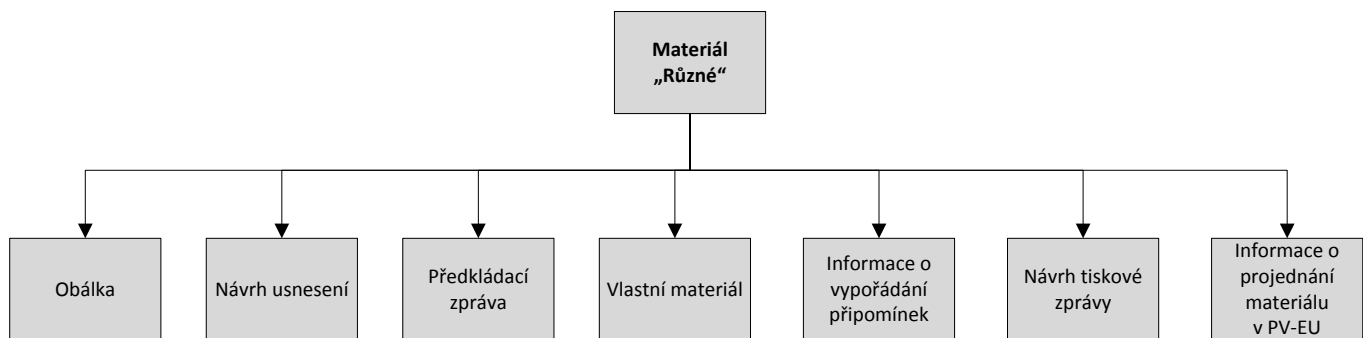 Materiál
„Různé“
Obálka
Návrh usnesení
Předkládací
zpráva
Vlastní materiál
Informace o
vypořádání
připomínek
Návrh tiskové
zprávy
Informace o
projednání
materiálu
v PV-EU